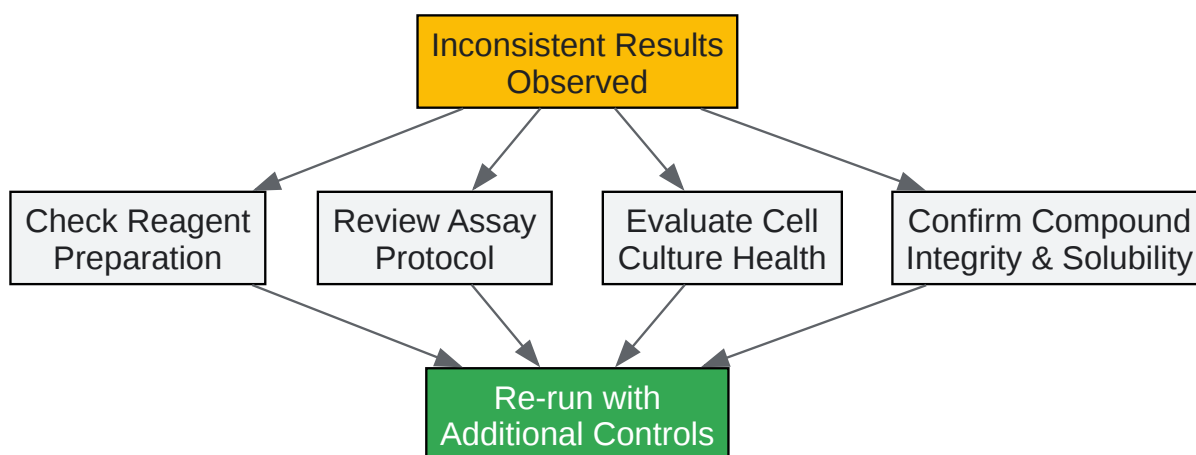 Inconsistent Results
Observed
Check Reagent
Preparation
Review Assay
Protocol
Evaluate Cell
Culture Health
Confirm Compound
Integrity & Solubility
Re-run with
Additional Controls